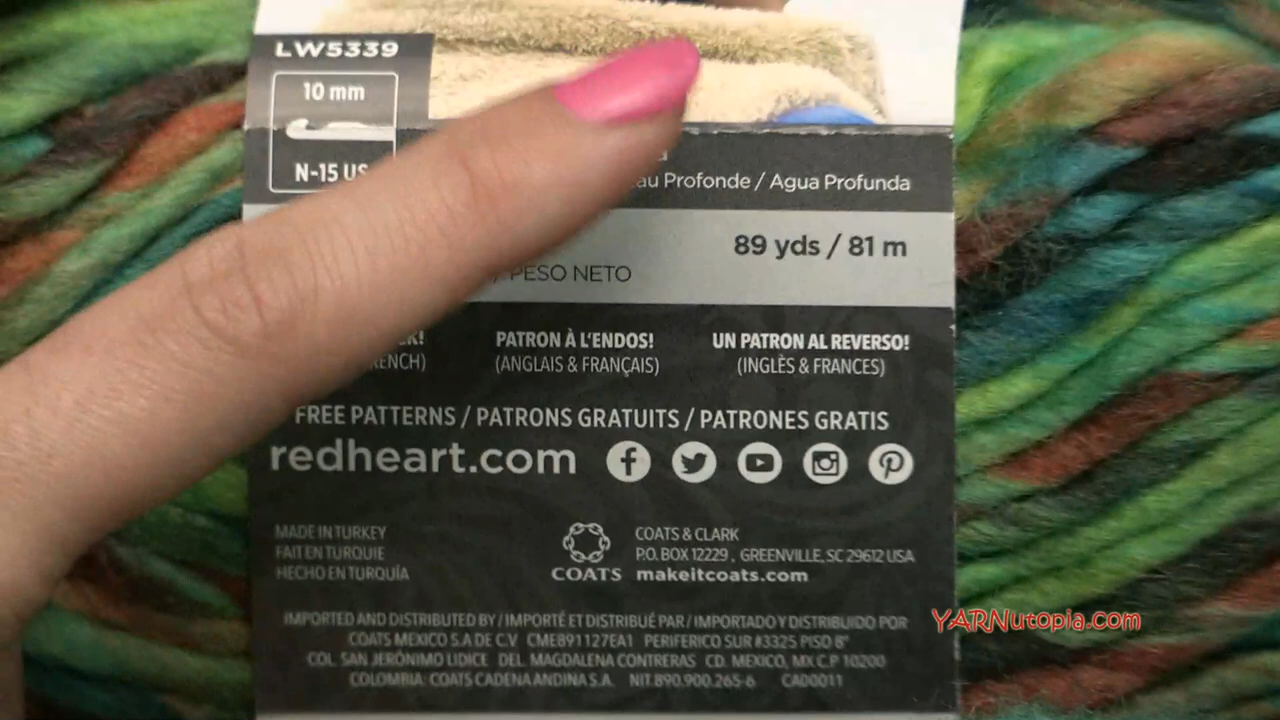 LW5339
10 mm
N-15 US
au Profonde / Agua Profunda
89 yds / 81 m
/ PESO NETO
PATRON À L'ENDOS! UN PATRON AL REVERSO!
(ANGLAIS & FRANÇAIS) (INGLÈS & FRANCES)
FREE PATTERNS / PATRONS GRATUITS / PATRONES GRATIS
redheart.com
MADE IN TURKEY
FAIT EN TURQUIE
HECHO EN TURQUÍA
COATS
COATS & CLARK
P.O. BOX 12229, GREENVILLE, SC 29612 USA
makeitcoats.com
IMPORTED AND DISTRIBUTED BY / IMPORTÉ ET DISTRIBUÉ PAR / IMPORTADO Y DISTRIBUIDO POR
COATS MEXICO S.A DE C.V CME891127EA1 PERIFERICO SUR #3325 PISO 8°
COL. SAN JERÓNIMO LIDICE DEL. MAGDALENA CONTRERAS CD. MEXICO, MX C.P 10200
COLOMBIA: COATS CADENA ANDINA S.A. NIT 890.900.265-6 CA00011
YARNutopia.com